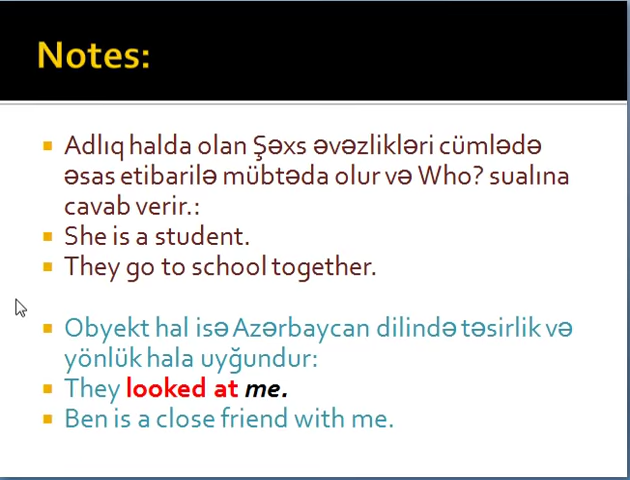 Notes:
Adlıq halda olan Şəxs əvəzlikləri cümlədə
əsas etibarilə mübtəda olur və Who? sualına
cavab verir.:
She is a student.
They go to school together.
Obyekt hal isə Azərbaycan dilində təsirlik və
yönlük hala uyğundur:
They looked at me.
Ben is a close friend with me.